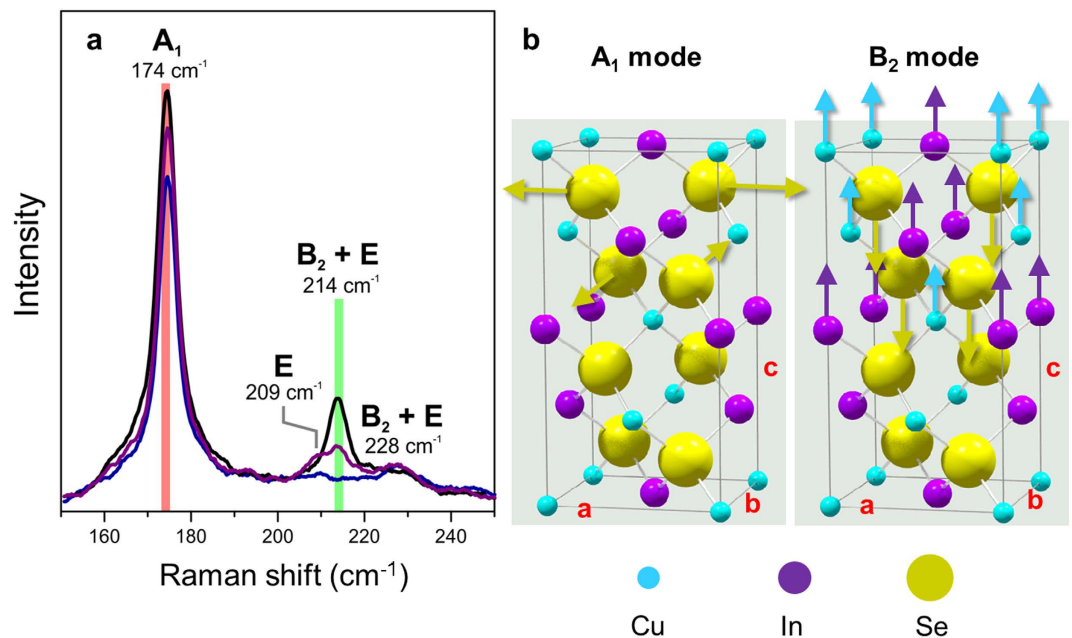 a
A₁
174 cm⁻¹
B₂ + E
214 cm⁻¹
E
209 cm⁻¹
B₂ + E
228 cm⁻¹
Intensity
160 180 200 220 240
Raman shift (cm⁻¹)
b
A₁ mode
B₂ mode
c
c
a
b
a
b
Cu
In
Se